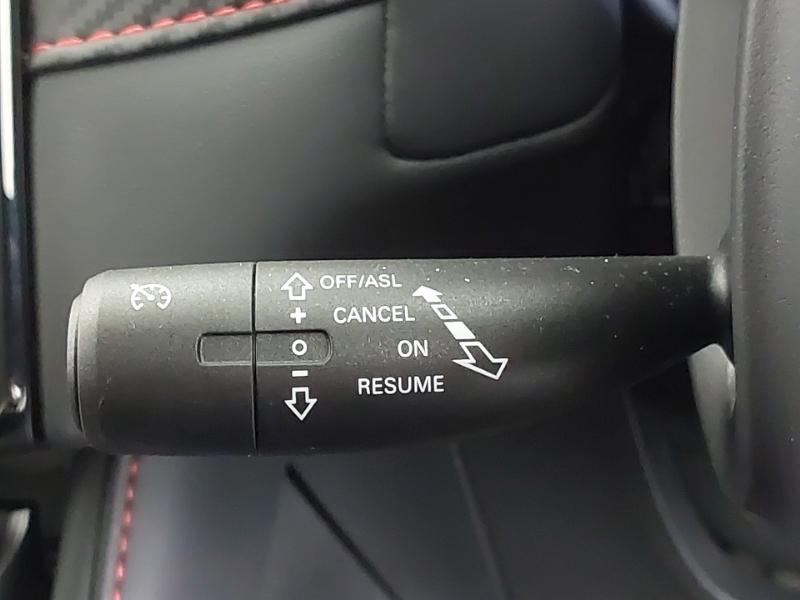 OFF/ASL
+ CANCEL
O ON
- RESUME